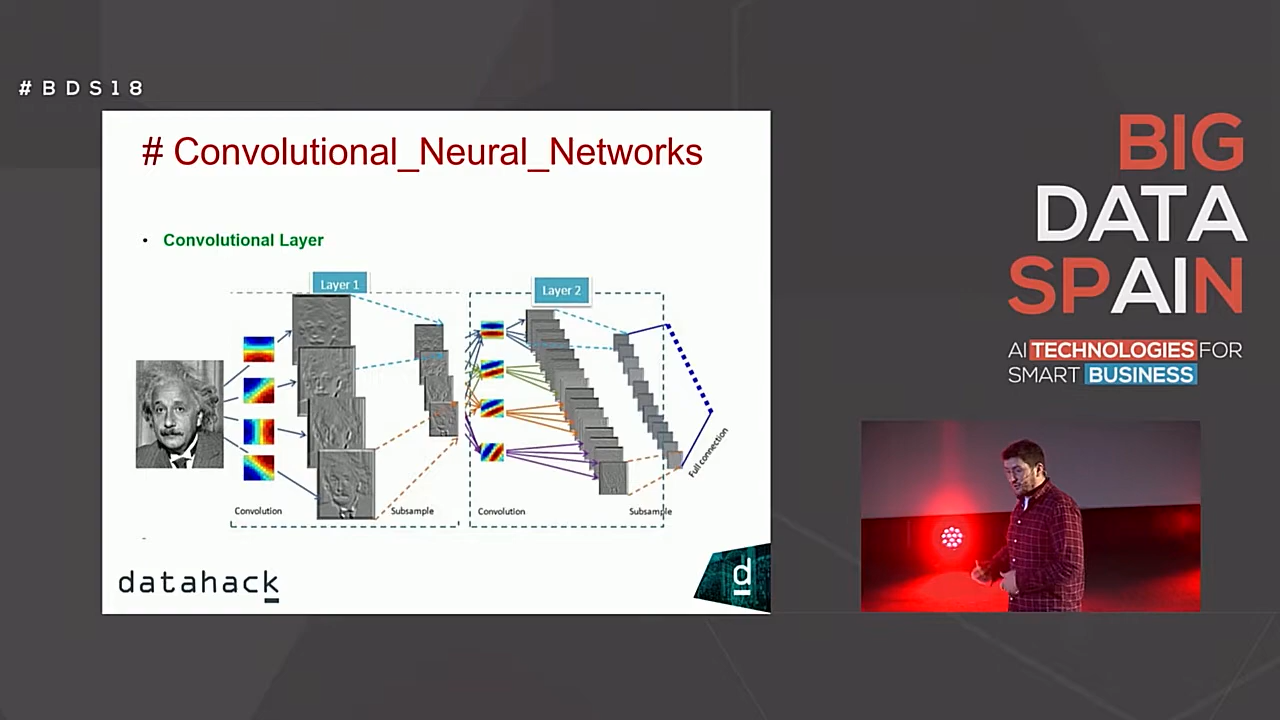 #BDS18
# Convolutional_Neural_Networks
• Convolutional Layer
Layer 1
Layer 2
Convolution
Subsample
Convolution
Subsample
Full connection
datahack
d
BIG
DATA
SPAIN
AI TECHNOLOGIES FOR
SMART BUSINESS